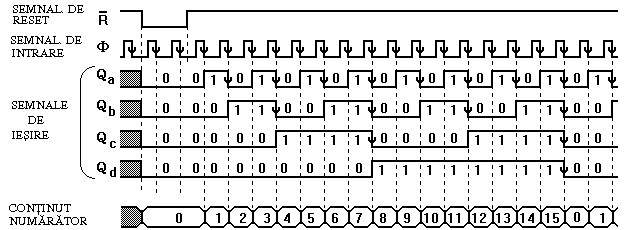 SEMNAL. DE RESET R
SEMNAL. DE INTRARE Φ
SEMNALE DE IEȘIRE
Qa 0 0 1 0 1 0 1 0 1 0 1 0 1 0 1 0 1 0 1
Qb 0 0 0 1 1 0 0 1 1 0 0 1 1 0 0 1 1 0 0
Qc 0 0 0 0 0 1 1 1 1 0 0 0 0 1 1 1 1 0 0
Qd 0 0 0 0 0 0 0 0 0 1 1 1 1 1 1 1 1 0 0
CONȚINUT NUMĂRĂTOR 0 1 2 3 4 5 6 7 8 9 10 11 12 13 14 15 0 1